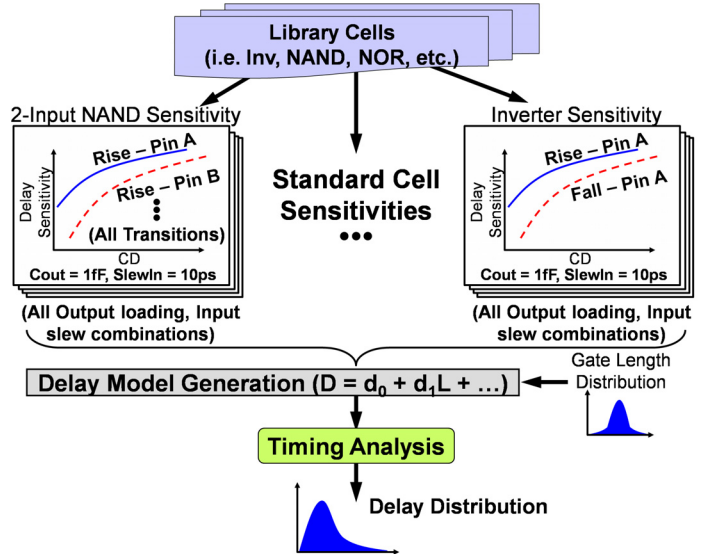 Library Cells
(i.e. Inv, NAND, NOR, etc.)
2-Input NAND Sensitivity
Delay
Sensitivity
Rise – Pin A
Rise – Pin B
(All Transitions)
CD
Cout = 1fF, SlewIn = 10ps
(All Output loading, Input
slew combinations)
Standard Cell
Sensitivities
Inverter Sensitivity
Delay
Sensitivity
Rise – Pin A
Fall – Pin A
CD
Cout = 1fF, SlewIn = 10ps
(All Output loading, Input
slew combinations)
Delay Model Generation (D = d0 + d1L + …)
Gate Length
Distribution
Timing Analysis
Delay Distribution